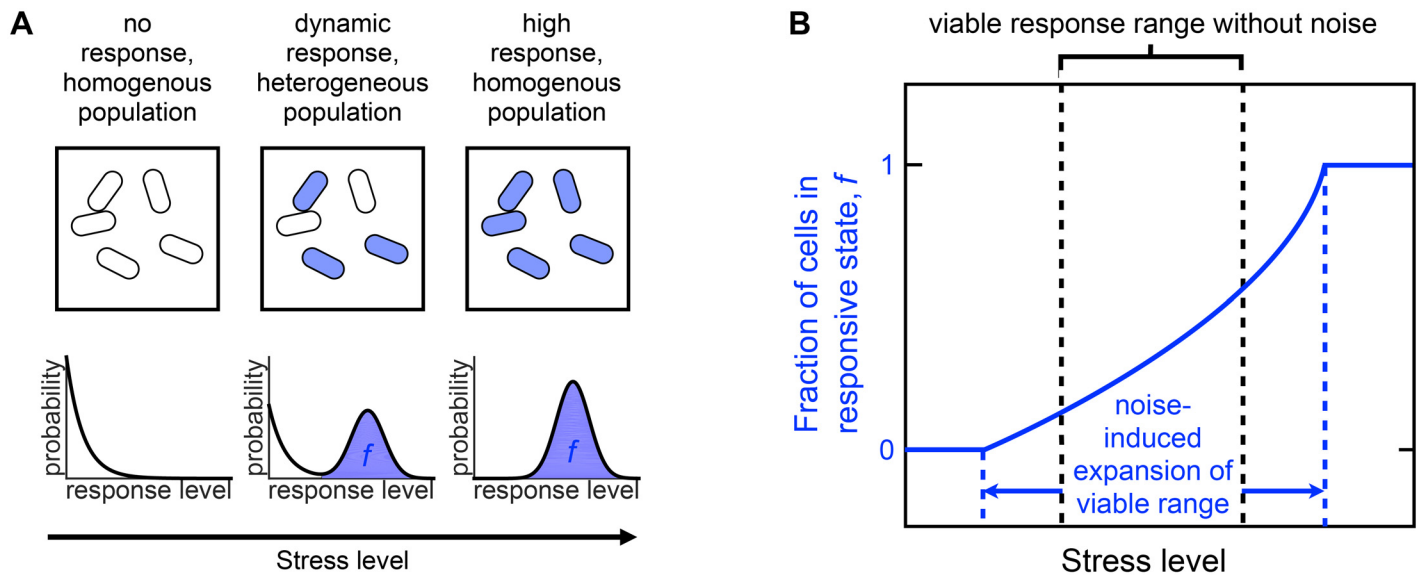 A
no
response,
homogenous
population
dynamic
response,
heterogeneous
population
high
response,
homogenous
population
probability
response level
probability
f
response level
probability
f
response level
Stress level
B
viable response range without noise
Fraction of cells in
responsive state, f
1
0
noise-
induced
expansion of
viable range
Stress level